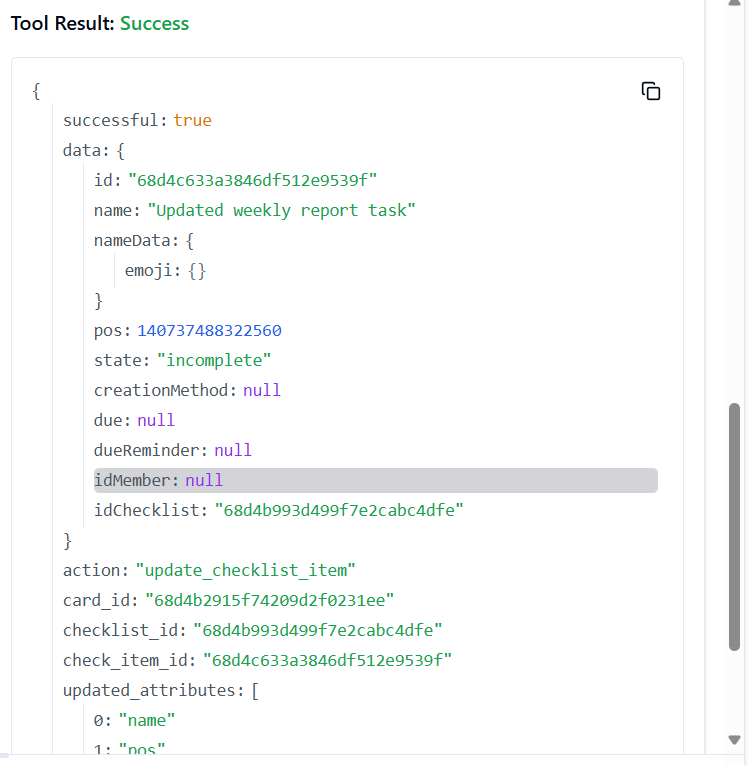 Tool Result: Success
{
successful: true
data: {
id: "68d4c633a3846df512e9539f"
name: "Updated weekly report task"
nameData: {
emoji: {}
}
pos: 140737488322560
state: "incomplete"
creationMethod: null
due: null
dueReminder: null
idMember: null
idChecklist: "68d4b993d499f7e2cabc4dfe"
}
action: "update_checklist_item"
card_id: "68d4b2915f74209d2f0231ee"
checklist_id: "68d4b993d499f7e2cabc4dfe"
check_item_id: "68d4c633a3846df512e9539f"
updated_attributes: [
0: "name"
1: "pos"